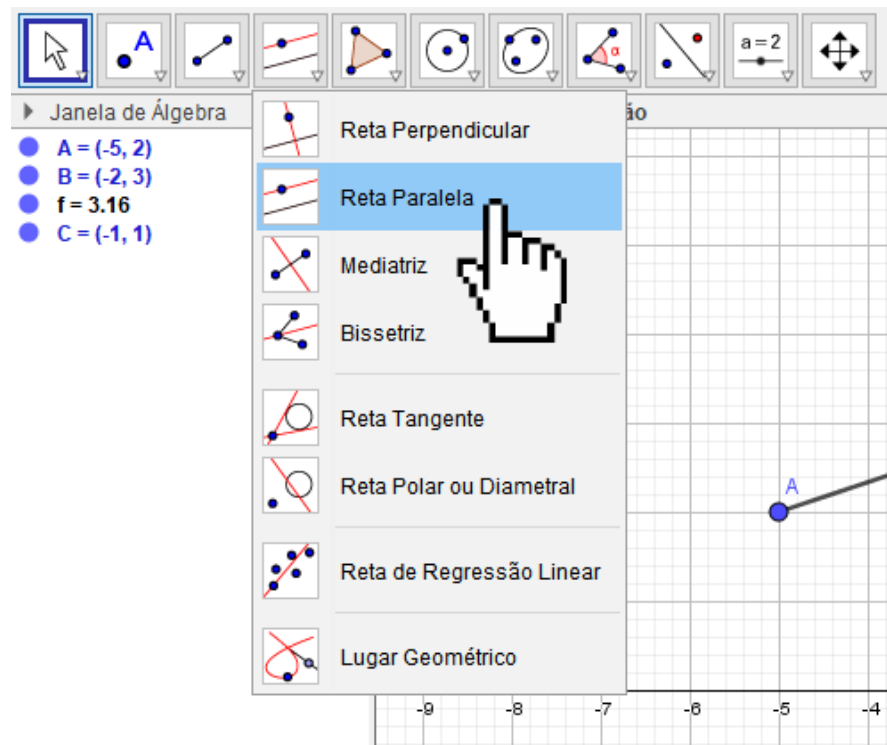 A
α
a=2
Janela de Álgebra
ão
A = (-5, 2)
B = (-2, 3)
f = 3.16
C = (-1, 1)
Reta Perpendicular
Reta Paralela
Mediatriz
Bissetriz
Reta Tangente
Reta Polar ou Diametral
Reta de Regressão Linear
Lugar Geométrico
A
-9 -8 -7 -6 -5 -4